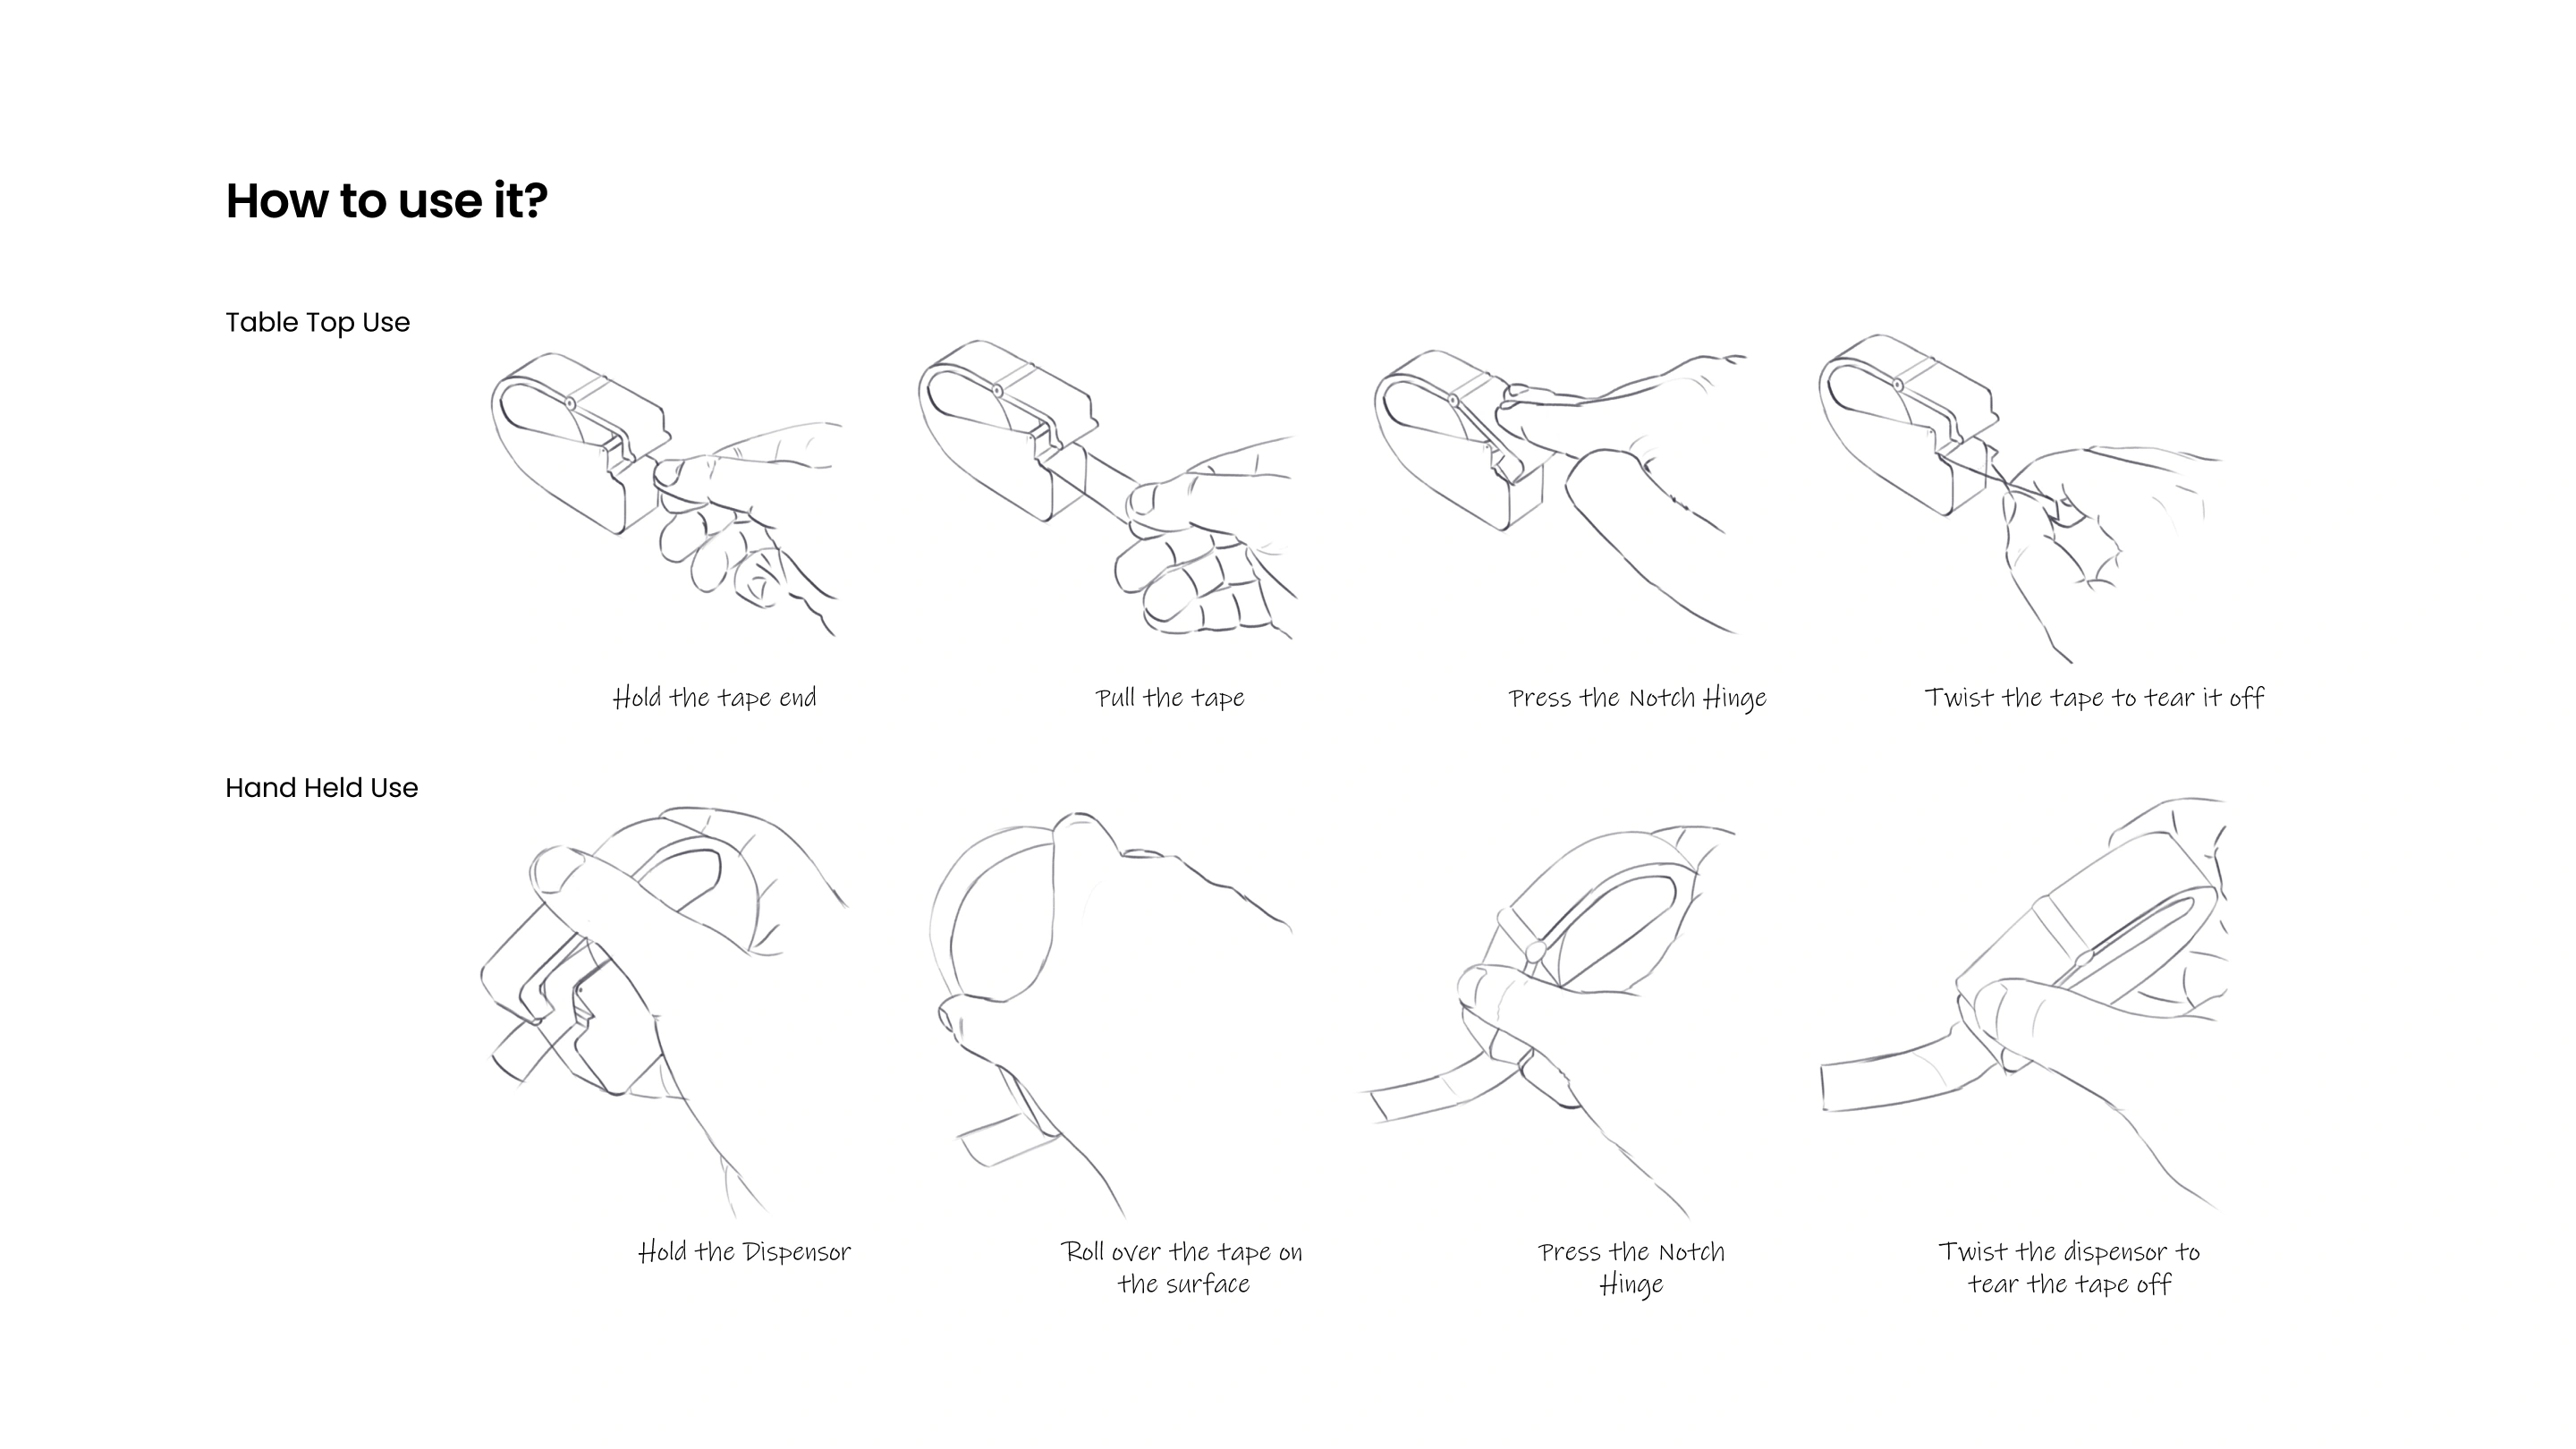 How to use it?
Table Top Use
Hold the tape end
Pull the tape
Press the Notch Hinge
Twist the tape to tear it off
Hand Held Use
Hold the Dispensor
Roll over the tape on
the surface
Press the Notch
Hinge
Twist the dispensor to
tear the tape off